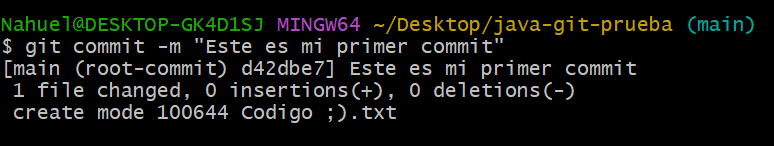 Nahuel@DESKTOP-GK4D1SJ MINGW64 ~/Desktop/java-git-prueba (main)
$ git commit -m "Este es mi primer commit"
[main (root-commit) d42dbe7] Este es mi primer commit
 1 file changed, 0 insertions(+), 0 deletions(-)
 create mode 100644 Codigo ;).txt